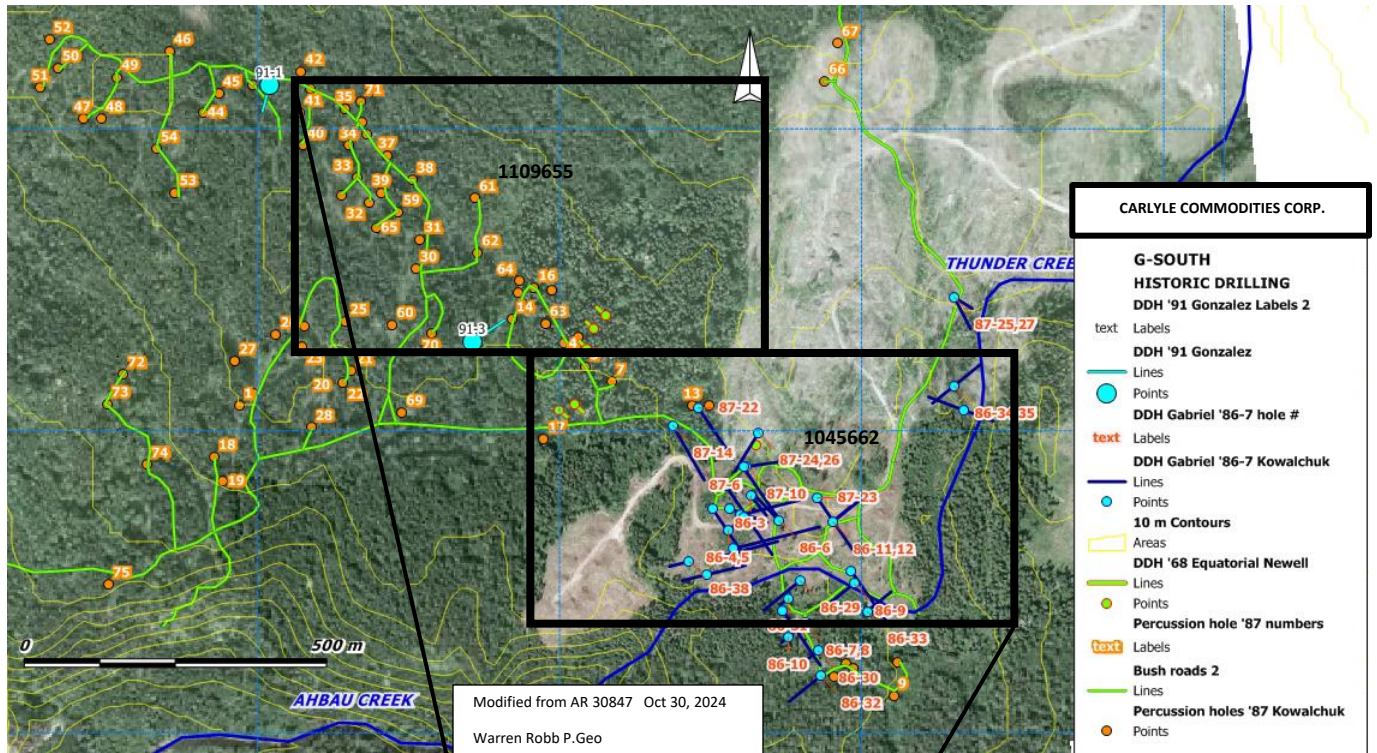 52
46
67
50
42
49
91-1
66
51
45
71
41
35
47
48
44
40
34
54
37
33
1109655
38
CARLYLE COMMODITIES CORP.
53
39
61
32
59
65
31
62
G-SOUTH
HISTORIC DRILLING
30
64
16
THUNDER CREE
DDH '91 Gonzalez Labels 2
text Labels
25
60
14
63
91-3
87-25,27
DDH '91 Gonzalez
70
Lines
27
23
21
Points
72
20
7
DDH Gabriel '86-7 hole #
1
22
13
86-34,35
text Labels
73
28
69
87-22
DDH Gabriel '86-7 Kowalchuk
17
1045662
Lines
74
18
87-14
87-24,26
Points
19
87-6
87-10
87-23
10 m Contours
86-3
Areas
86-4,5
86-6
86-11,12
DDH '68 Equatorial Newell
75
86-38
Lines
86-29
86-9
Points
0
500 m
86-33
Percussion hole '87 numbers
86-7,8
text Labels
86-10
86-30
9
Bush roads 2
AHBAU CREEK
86-32
Lines
Modified from AR 30847 Oct 30, 2024
Percussion holes '87 Kowalchuk
Warren Robb P.Geo
Points